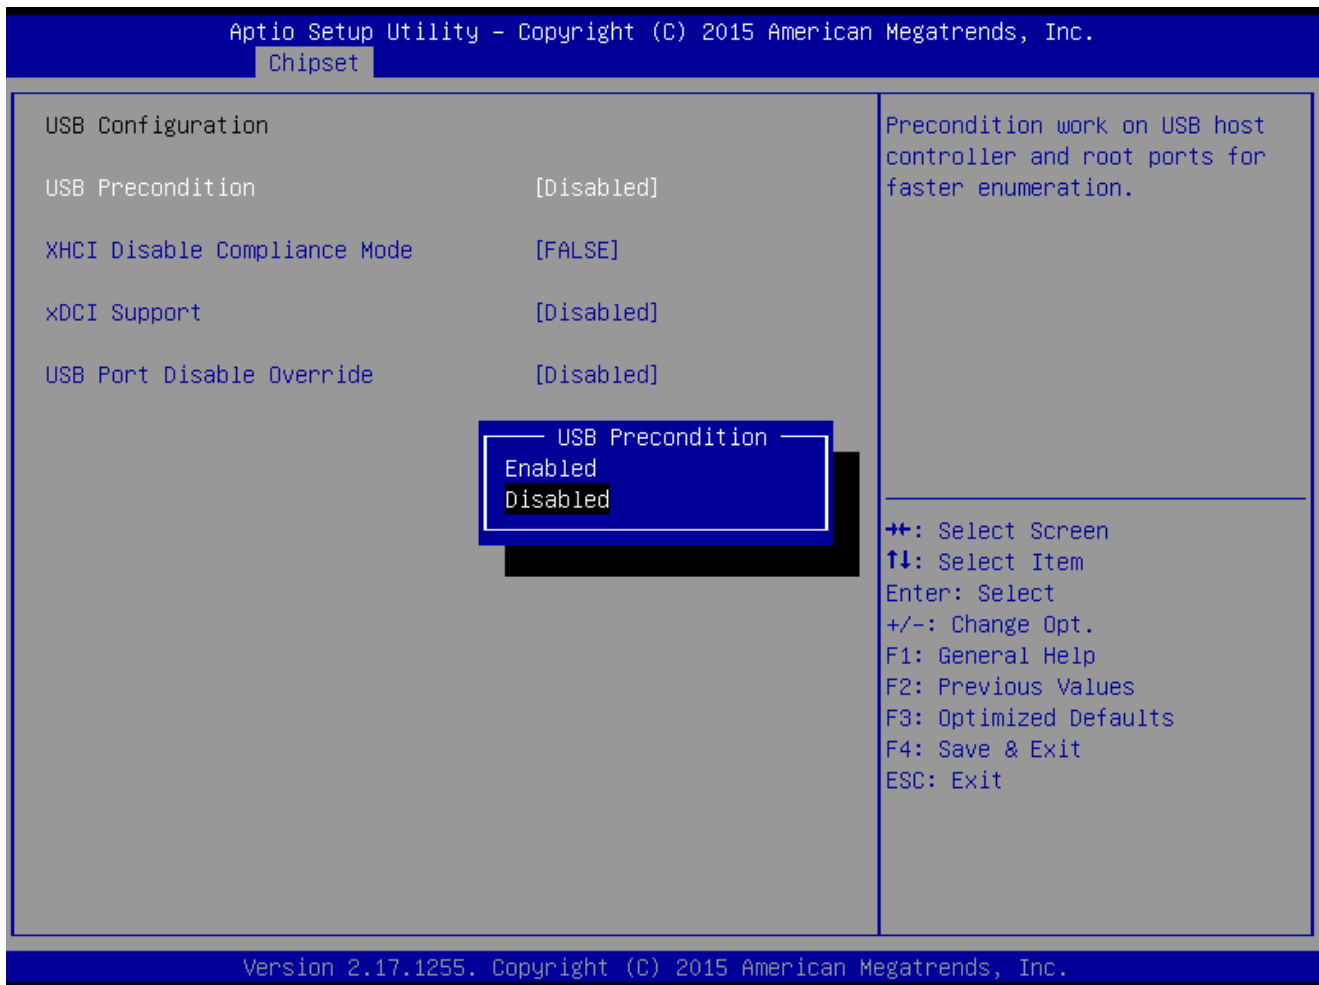 Aptio Setup Utility – Copyright (C) 2015 American Megatrends, Inc.
Chipset
USB Configuration
USB Precondition [Disabled]
XHCI Disable Compliance Mode [FALSE]
xDCI Support [Disabled]
USB Port Disable Override [Disabled]
USB Precondition
Enabled
Disabled
Precondition work on USB host
controller and root ports for
faster enumeration.
→←: Select Screen
↑↓: Select Item
Enter: Select
+/-: Change Opt.
F1: General Help
F2: Previous Values
F3: Optimized Defaults
F4: Save & Exit
ESC: Exit
Version 2.17.1255. Copyright (C) 2015 American Megatrends, Inc.